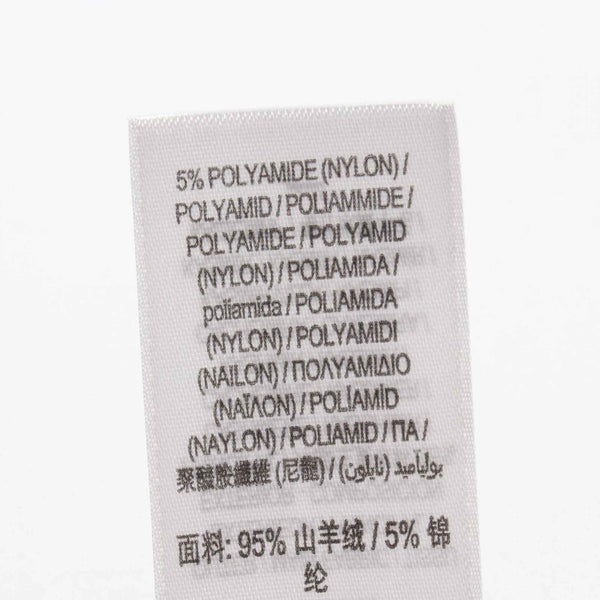 5% POLYAMIDE (NYLON) /
POLYAMID / POLIAMMIDE /
POLYAMIDE / POLYAMID
(NYLON) / POLIAMIDA /
poliamida / POLIAMIDA
(NYLON) / POLYAMIDI
(NAILON) / ΠΟΛΥΑΜΙΔΙΟ
(ΝΑΪΛΟΝ) / POLİAMİD
(NAYLON) / POLIAMID / ПА /
聚醯胺纖維 (尼龍) / بولياميد (نايلون)
面料: 95% 山羊绒 / 5% 锦
纶